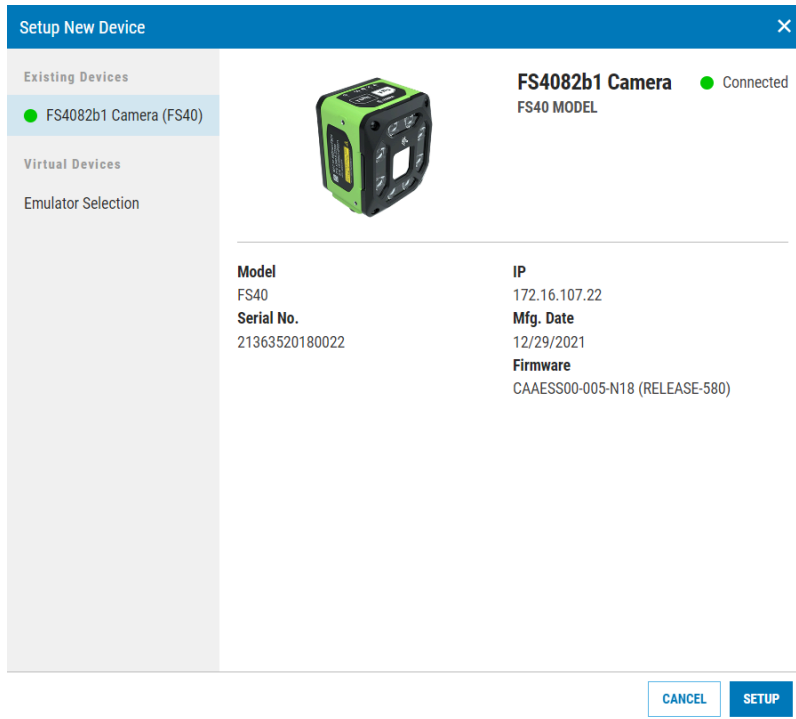 Setup New Device
Existing Devices
FS4082b1 Camera (FS40)
Virtual Devices
Emulator Selection
FS4082b1 Camera
Connected
FS40 MODEL
Model
FS40
Serial No.
21363520180022
IP
172.16.107.22
Mfg. Date
12/29/2021
Firmware
CAAESS00-005-N18 (RELEASE-580)
CANCEL
SETUP